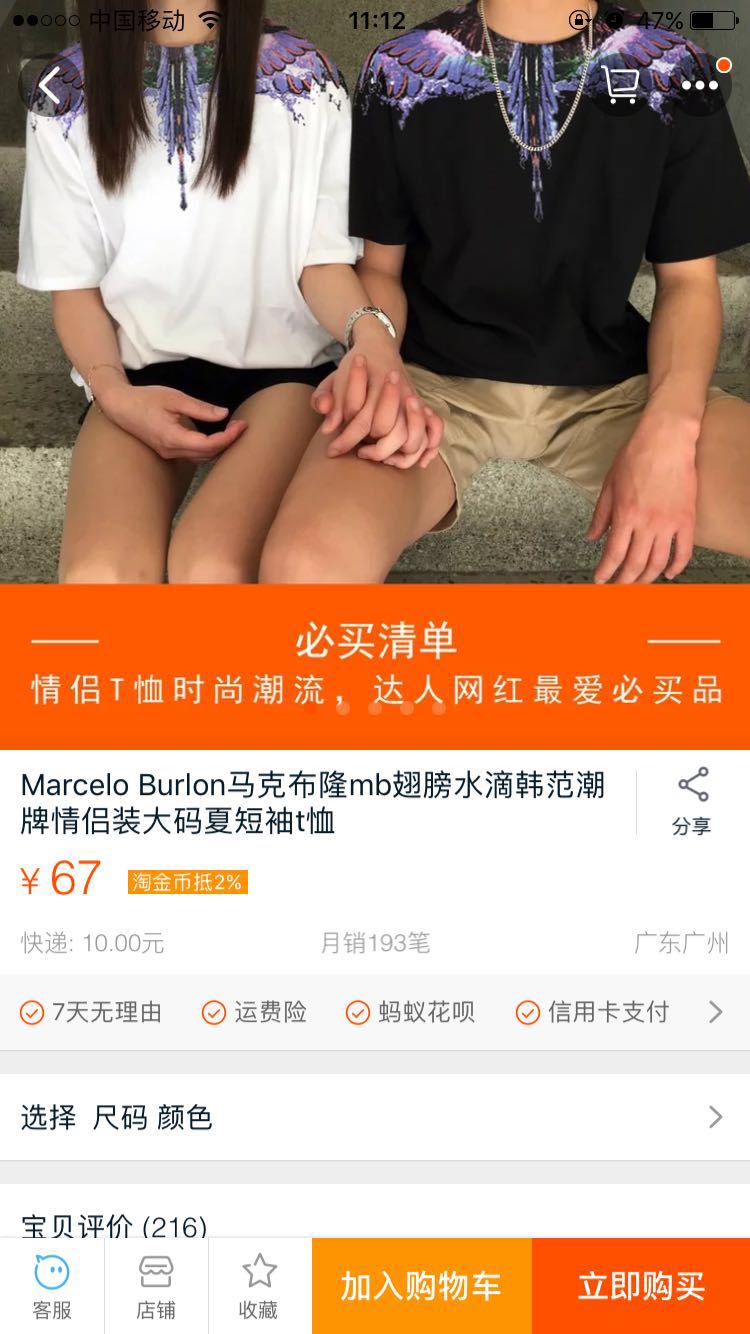 中国移动
11:12
47%
必买清单
情侣T恤时尚潮流，达人网红最爱必买品
Marcelo Burlon马克布隆mb翅膀水滴韩范潮
牌情侣装大码夏短袖t恤
分享
¥ 67
淘金币抵2%
快递: 10.00元 月销193笔 广东广州
7天无理由 运费险 蚂蚁花呗 信用卡支付
选择 尺码 颜色
宝贝评价 (216)
客服 店铺 收藏 加入购物车 立即购买